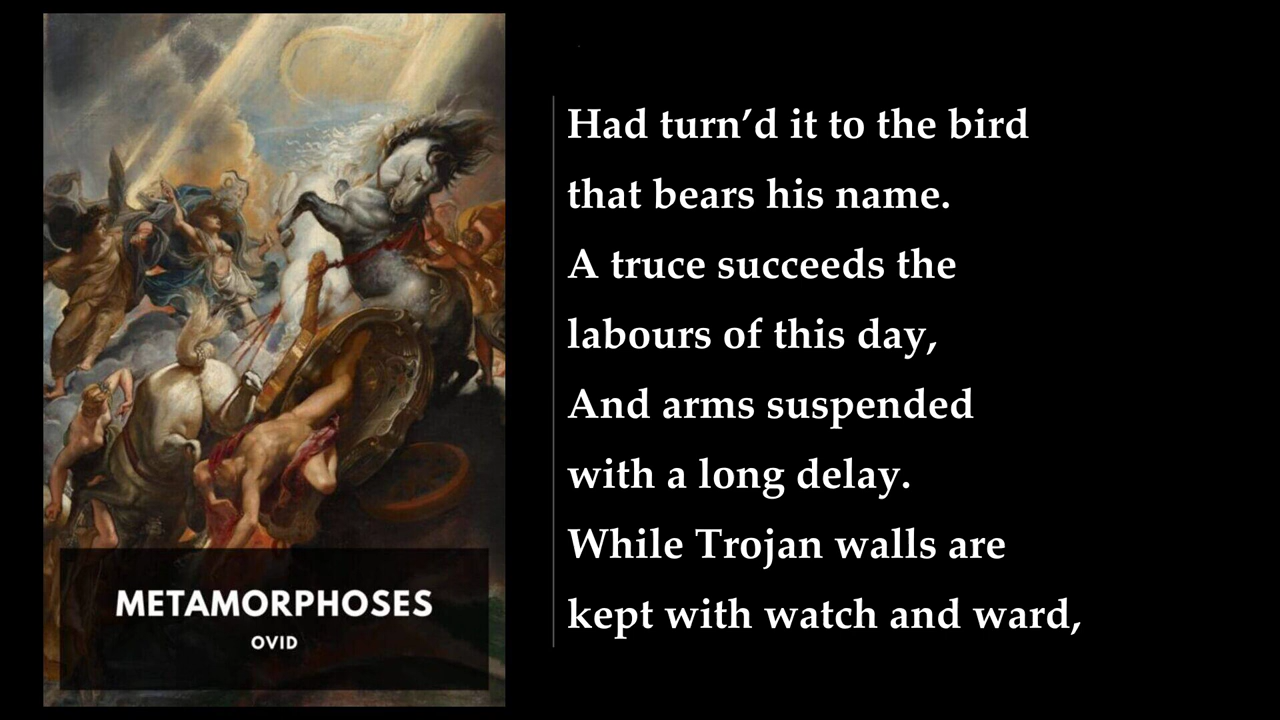 METAMORPHOSES
OVID
Had turn’d it to the bird
that bears his name.
A truce succeeds the
labours of this day,
And arms suspended
with a long delay.
While Trojan walls are
kept with watch and ward,